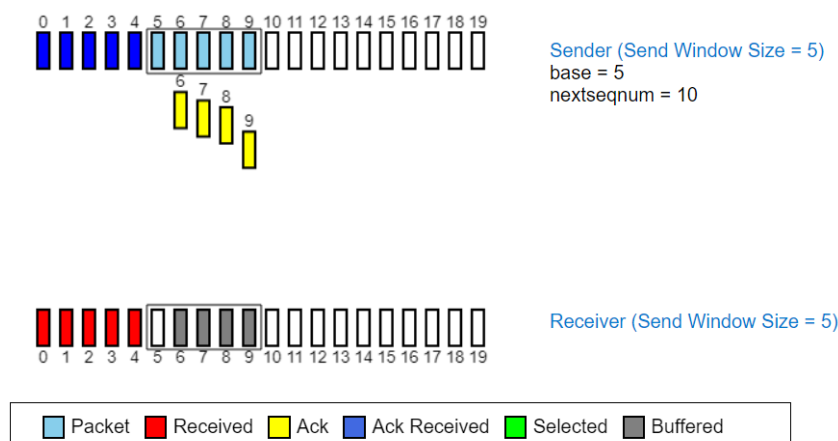 0 1 2 3 4 5 6 7 8 9 10 11 12 13 14 15 16 17 18 19
Sender (Send Window Size = 5)
base = 5
nextseqnum = 10
6 7 8 9
Receiver (Send Window Size = 5)
0 1 2 3 4 5 6 7 8 9 10 11 12 13 14 15 16 17 18 19
Packet Received Ack Ack Received Selected Buffered